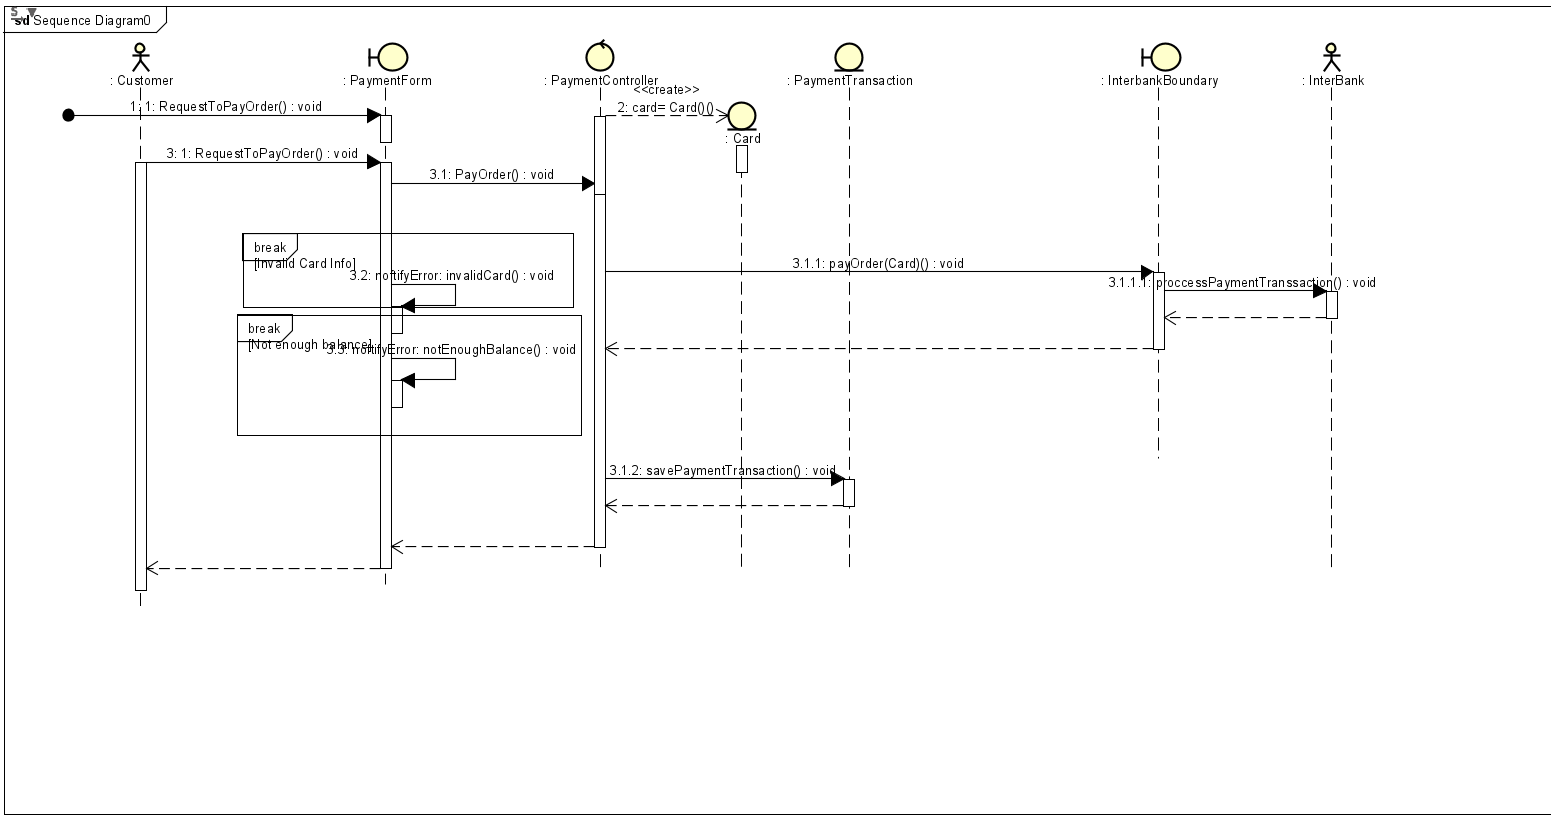 sd Sequence Diagram0
: Customer
: PaymentForm
: PaymentController
: PaymentTransaction
: InterbankBoundary
: InterBank
<<create>>
1: 1: RequestToPayOrder() : void
2: card= Card()()
: Card
3: 1: RequestToPayOrder() : void
3.1: PayOrder() : void
break
[Invalid Card Info]
3.2: notifyError: invalidCard() : void
3.1.1: payOrder(Card)() : void
3.1.1.1: proccessPaymentTranssaction() : void
break
[Not enough balance]
3.3: notifyError: notEnoughBalance() : void
3.1.2: savePaymentTransaction() : void